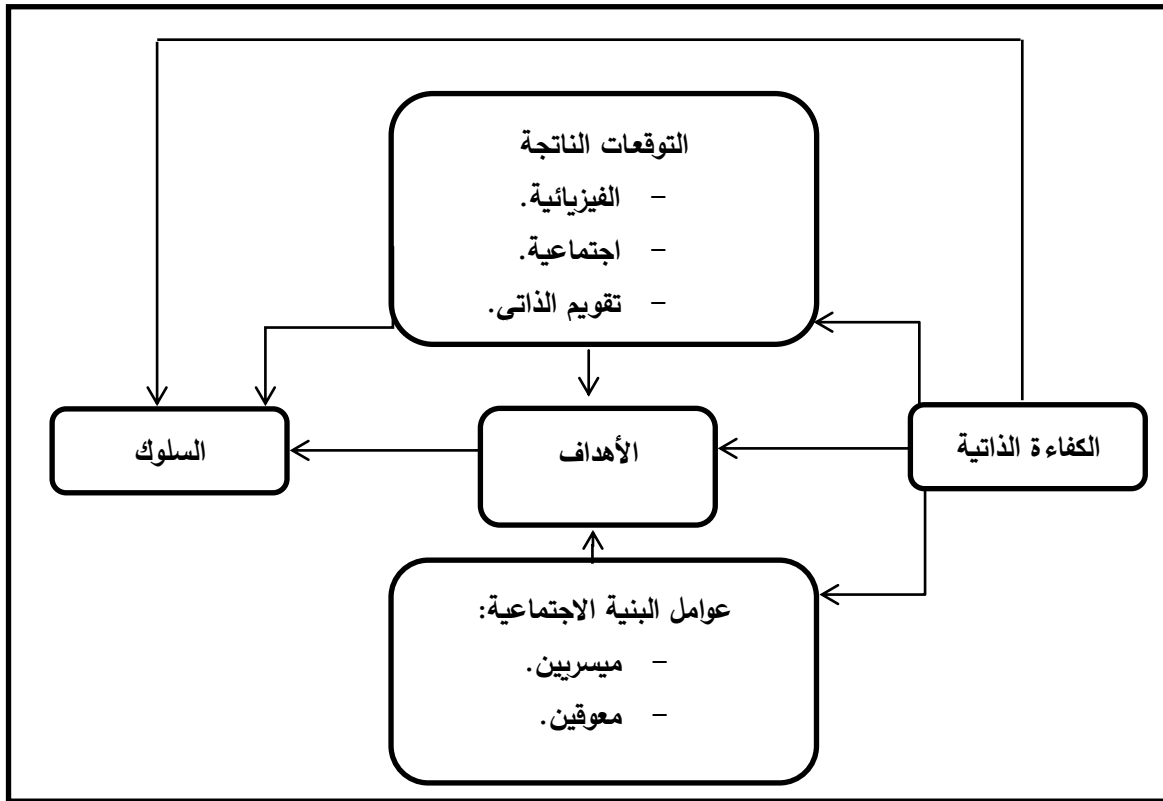 التوقعات الناتجة
- الفيزيائية.
- اجتماعية.
- تقويم الذاتى.
الكفاءة الذاتية
الأهداف
السلوك
عوامل البنية الاجتماعية:
- ميسريين.
- معوقين.